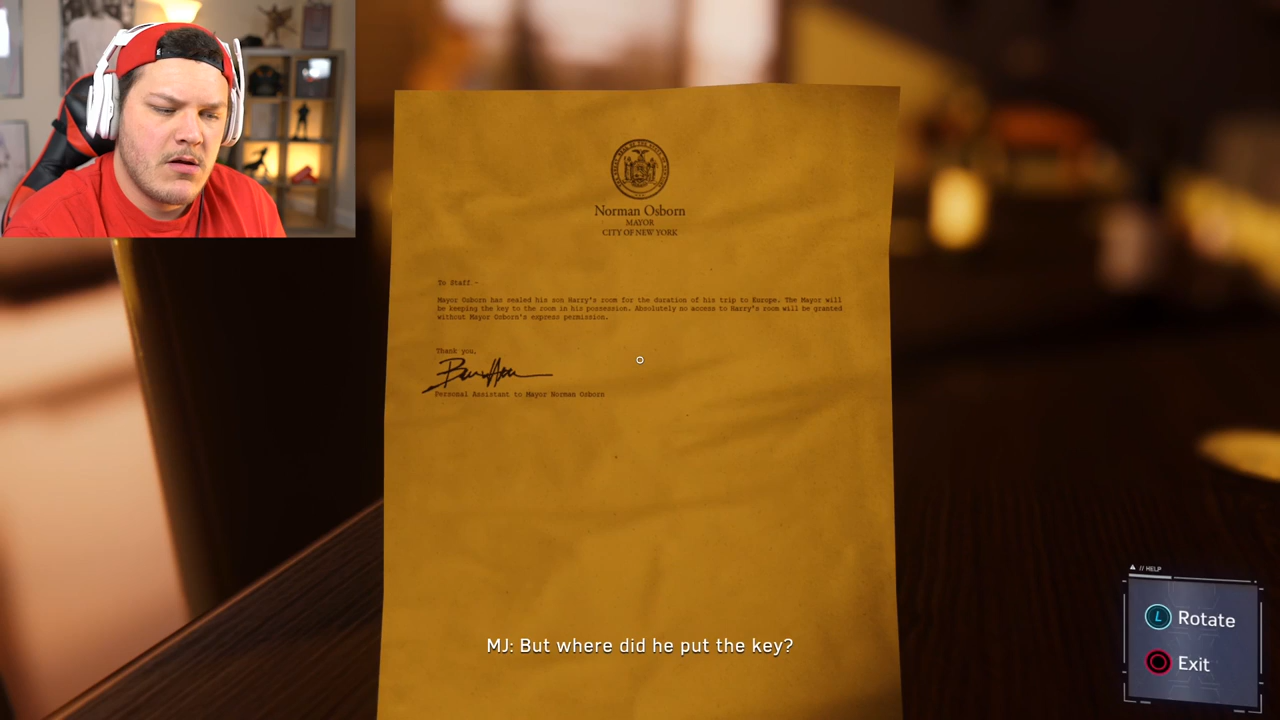 Norman Osborn
MAYOR
CITY OF NEW YORK
To Staff -
Mayor Osborn has sealed his son Harry's room for the duration of his trip to Europe. The Mayor will
be keeping the key to the room in his possession. Absolutely no access to Harry's room will be granted
without Mayor Osborn's express permission.
Thank you,
Personal Assistant to Mayor Norman Osborn
MJ: But where did he put the key?
// HELP
L Rotate
Exit